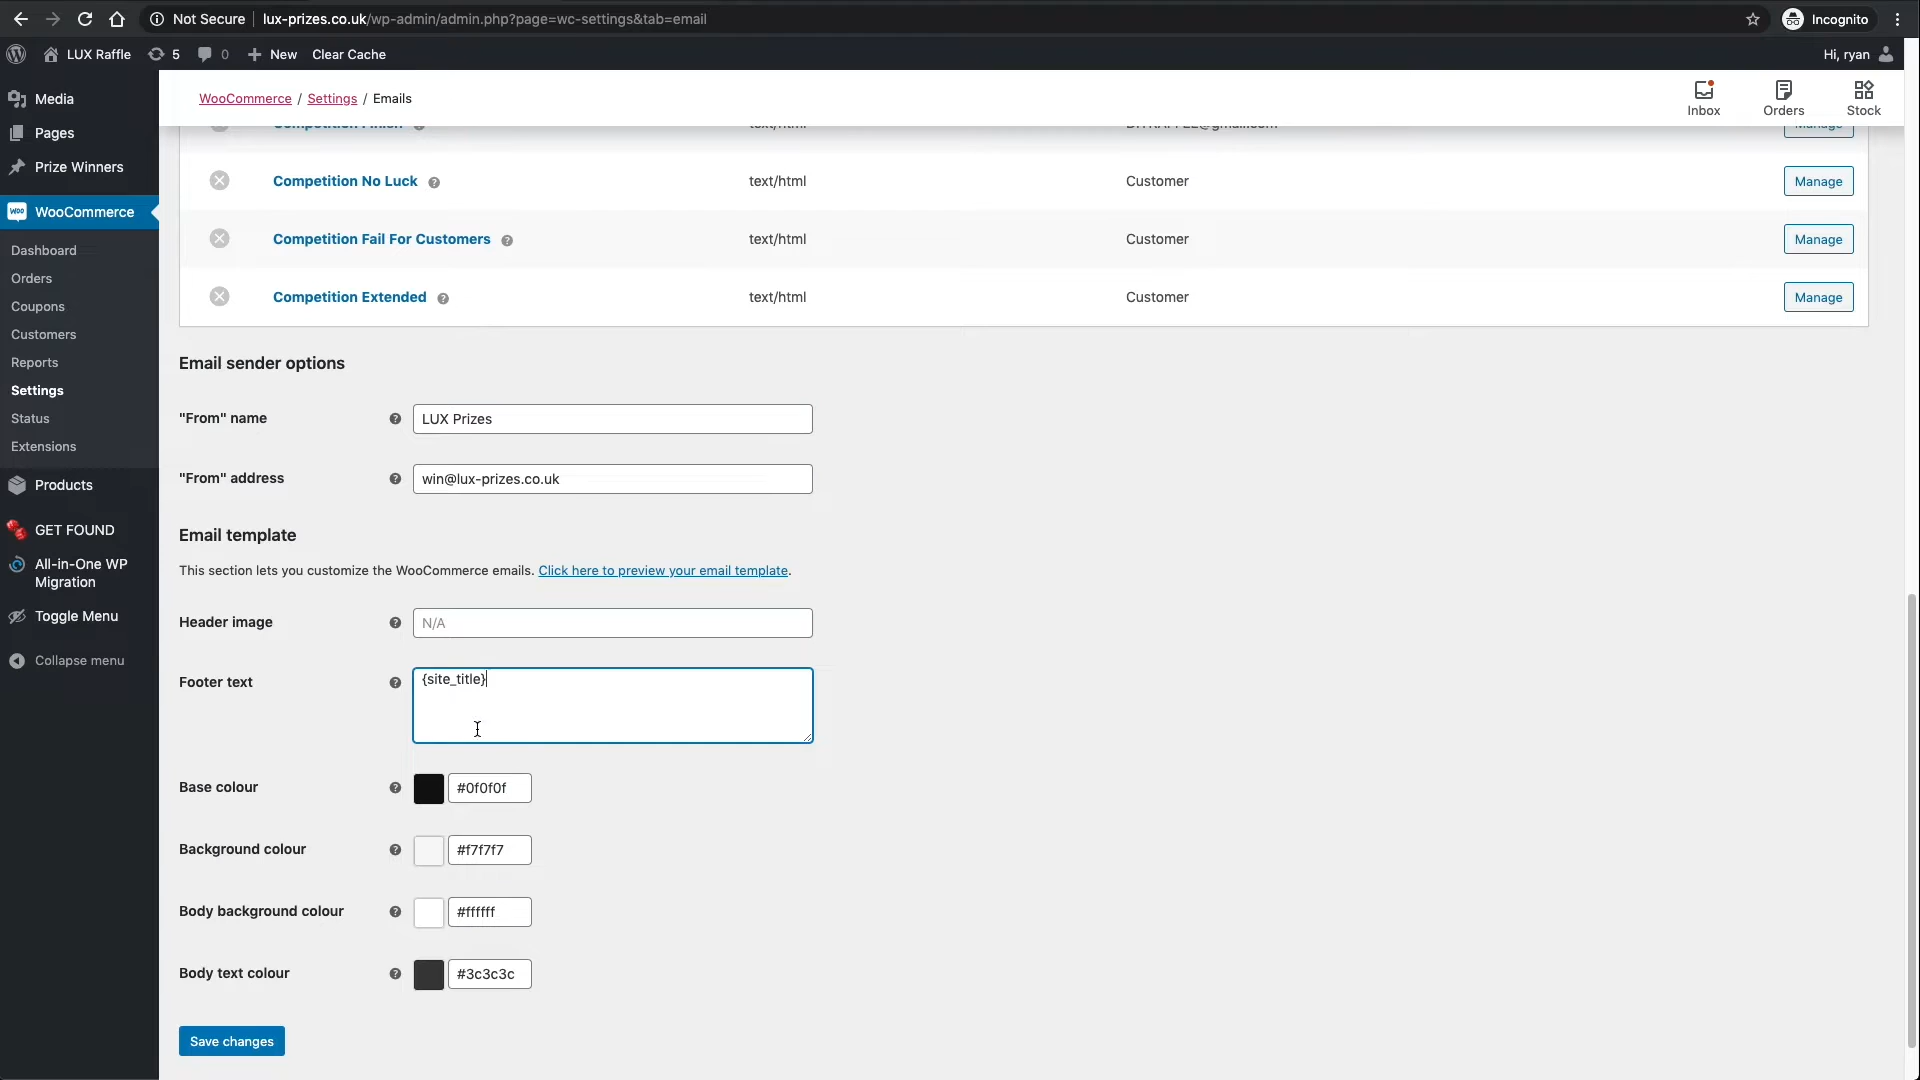 Not Secure lux-prizes.co.uk/wp-admin/admin.php?page=wc-settings&tab=email Incognito
LUX Raffle 5 0 New Clear Cache Hi, ryan
Media
Pages
Prize Winners
WooCommerce
Dashboard
Orders
Coupons
Customers
Reports
Settings
Status
Extensions
Products
GET FOUND
All-in-One WP
Migration
Toggle Menu
Collapse menu
WooCommerce / Settings / Emails
Inbox Orders Stock
text/html Manage
Competition No Luck text/html Customer Manage
Competition Fail For Customers text/html Customer Manage
Competition Extended text/html Customer Manage
Email sender options
"From" name LUX Prizes
"From" address win@lux-prizes.co.uk
Email template
This section lets you customize the WooCommerce emails. Click here to preview your email template.
Header image N/A
Footer text {site_title}
Base colour #0f0f0f
Background colour #f7f7f7
Body background colour #ffffff
Body text colour #3c3c3c
Save changes